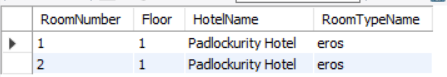 RoomNumber Floor HotelName RoomTypeName
1 1 Padlockurity Hotel eros
2 1 Padlockurity Hotel eros